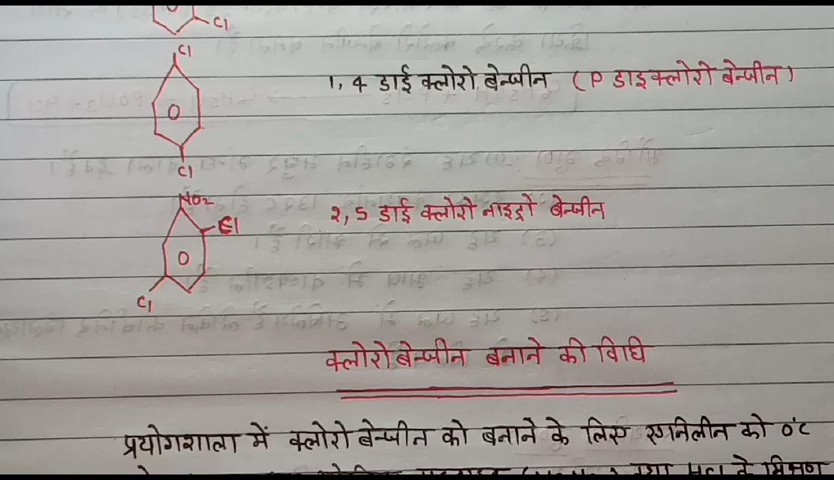 Cl
Cl
1, 4 डाई क्लोरो बेन्जीन (P डाइक्लोरो बेन्जीन)
Cl
NO₂
Cl
2, 5 डाई क्लोरो नाइट्रो बेन्जीन
Cl
क्लोरो बेन्जीन बनाने की विधि
प्रयोगशाला में क्लोरो बेन्जीन को बनाने के लिए एनिलीन को 0°C